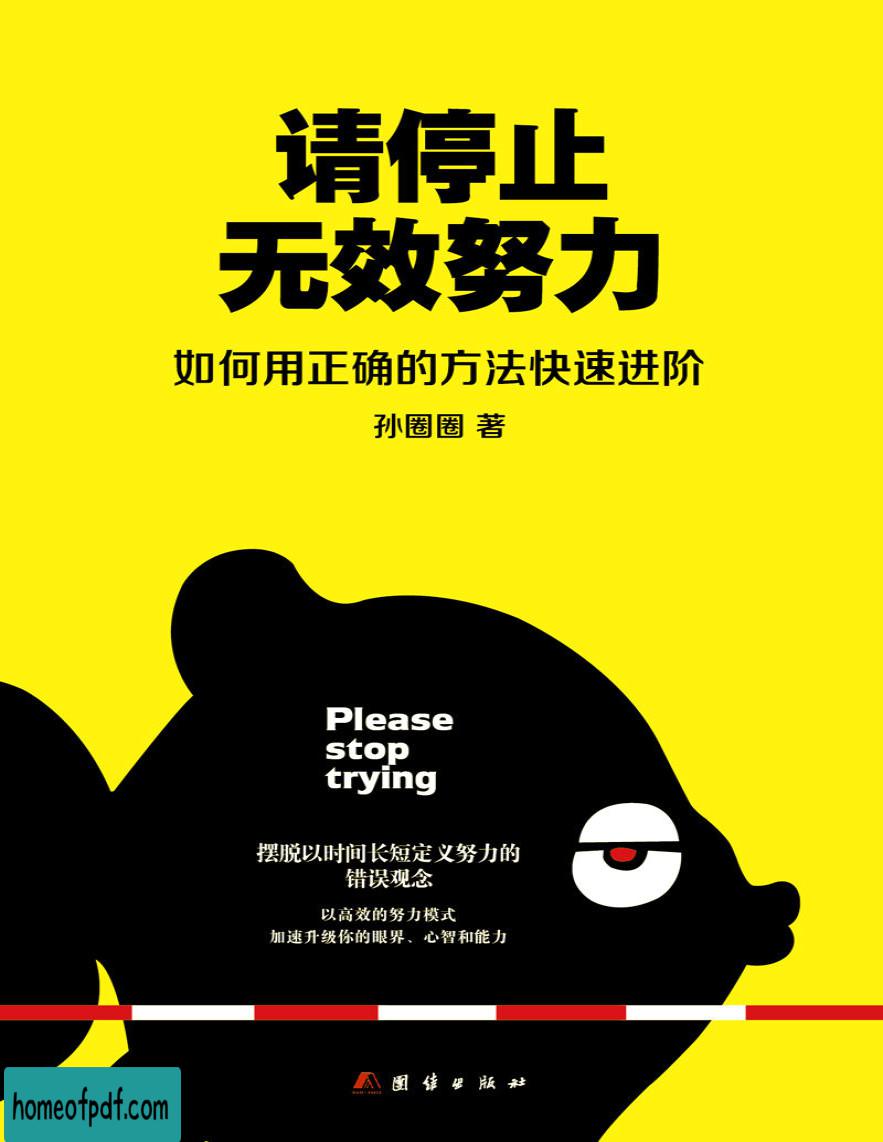 请停止
无效努力
如何用正确的方法快速进阶
孙圈圈 著
Please
stop
trying
摆脱以时间长短定义努力的
错误观念
以高效的努力模式
加速升级你的眼界、心智和能力
团结出版社
homeofpdf.com